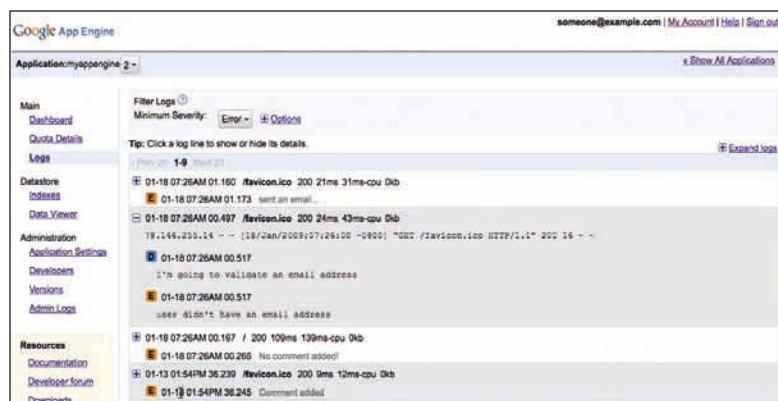 someone@example.com | My Account | Help | Sign out
Google App Engine
Application:myappengine 2
« Show All Applications
Main
Dashboard
Quota Details
Logs
Datastore
Indexes
Data Viewer
Administration
Application Settings
Developers
Versions
Admin Logs
Resources
Documentation
Developer forum
Downloads
Filter Logs
Minimum Severity: Error Options
Tip: Click a log line to show or hide its details.
Expand logs
1-9
01-18 07:26AM 01.160 /favicon.ico 200 21ms 31ms-cpu 0kb
E 01-18 07:26AM 01.173 sent an email...
01-18 07:26AM 00.497 /favicon.ico 200 24ms 43ms-cpu 0kb
- - [18/Jan/2009:07:26:00 -0800] "GET /favicon.ico HTTP/1.1" 200 16 - -
D 01-18 07:26AM 00.517
i'm going to validate an email address
E 01-18 07:26AM 00.517
user didn't have an email address
01-18 07:26AM 00.167 / 200 109ms 139ms-cpu 0kb
E 01-18 07:26AM 00.265 No comment added!
01-13 01:54PM 36.239 /favicon.ico 200 9ms 12ms-cpu 0kb
E 01-13 01:54PM 36.245 Comment added